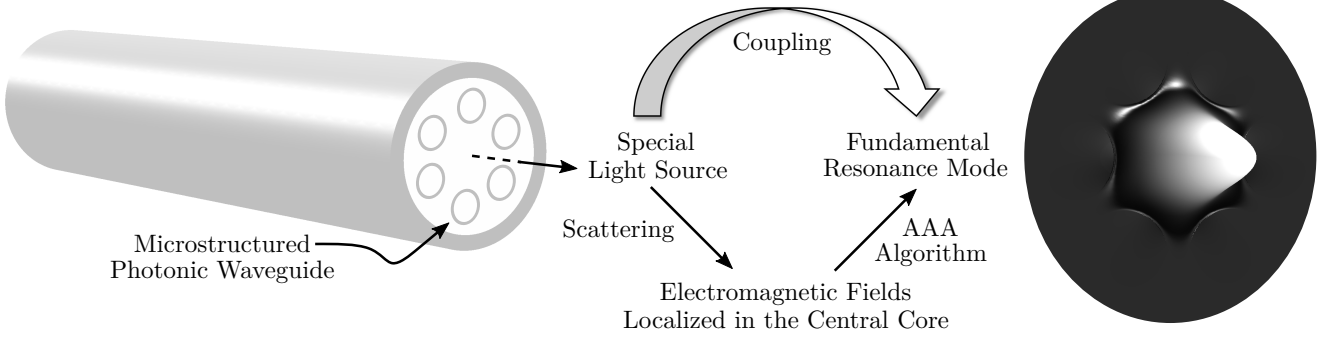 Coupling
Special
Light Source
Fundamental
Resonance Mode
Scattering
AAA
Algorithm
Microstructured
Photonic Waveguide
Electromagnetic Fields
Localized in the Central Core